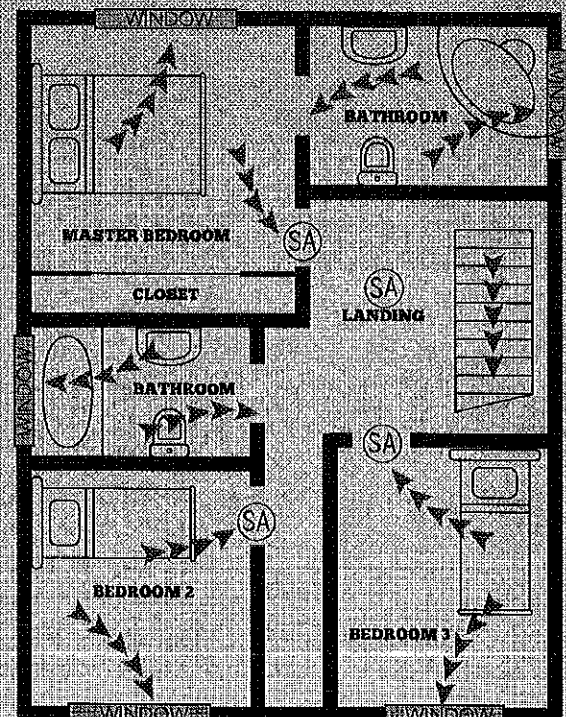 WINDOW
BATHROOM
WINDOW
MASTER BEDROOM
SA
SA
CLOSET
LANDING
WINDOW
BATHROOM
SA
SA
BEDROOM 2
BEDROOM 3
WINDOW
WINDOW